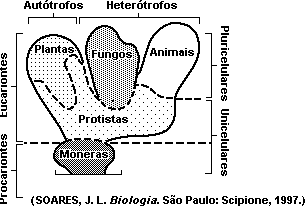 Autótrofos Heterótrofos
Plantas Fungos Animais
Protistas
Moneras
Eucariontes
Procariontes
Pluricelulares
Unicelulares
(SOARES, J. L. Biologia. São Paulo: Scipione, 1997.)